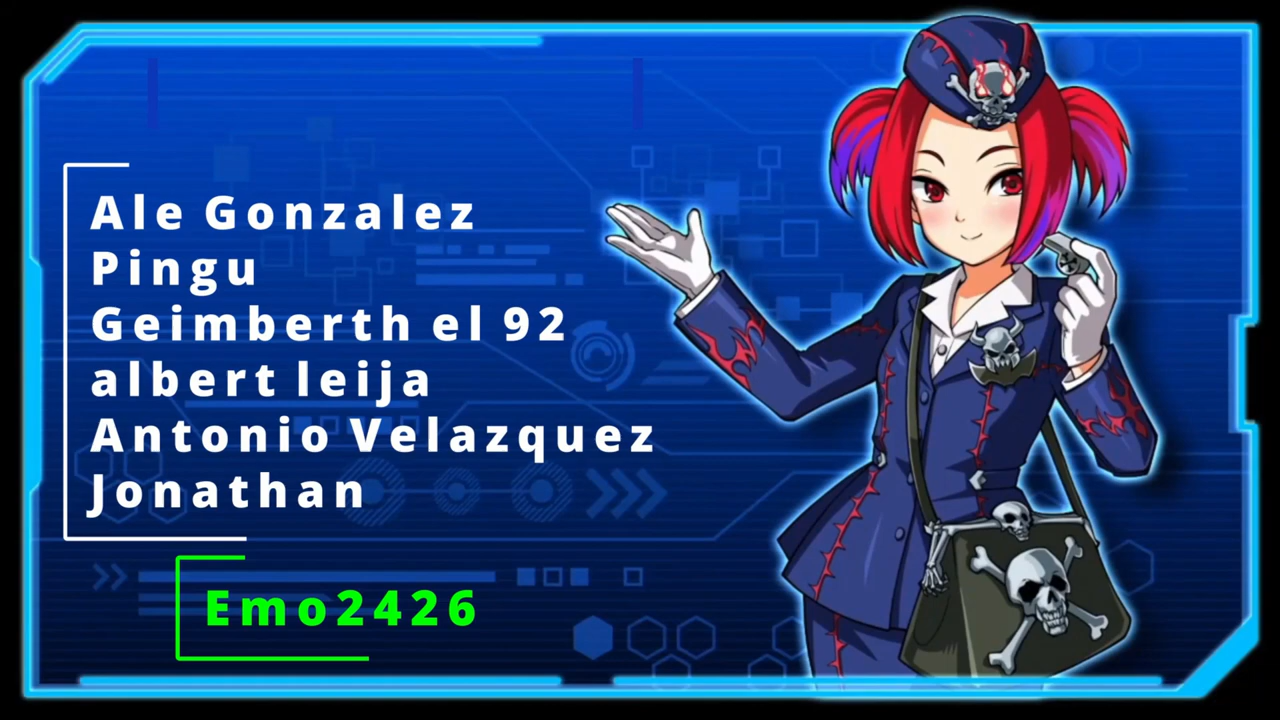 Ale Gonzalez
Pingu
Geimberth el 92
albert leija
Antonio Velazquez
Jonathan
Emo2426